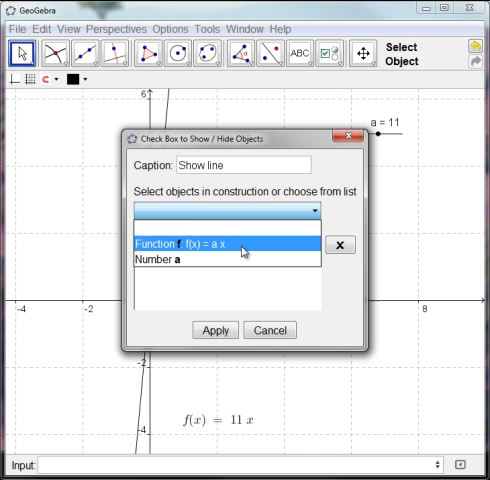 GeoGebra
File Edit View Perspectives Options Tools Window Help
ABC
Select
Object
6
a = 11
Check Box to Show / Hide Objects
Caption: Show line
Select objects in construction or choose from list
Function f: f(x) = a x
Number a
x
Apply Cancel
-4 -2 8
-2
f(x) = 11 x
-4
Input: